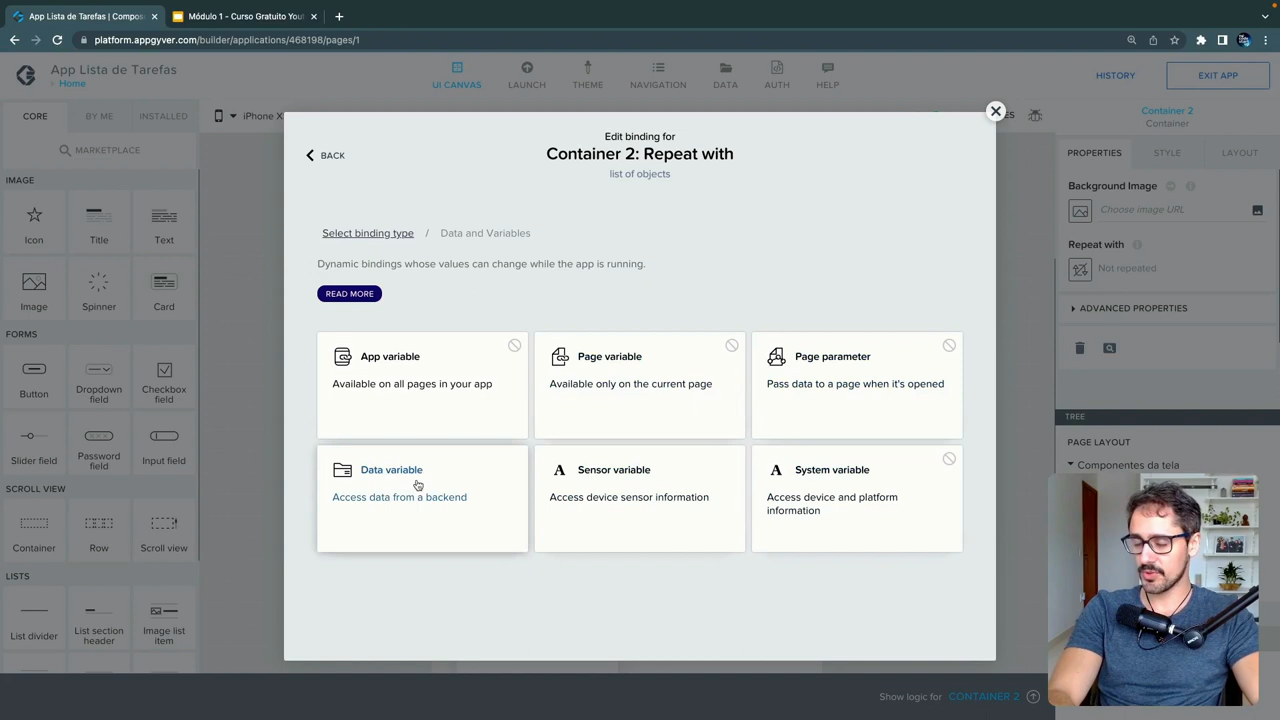 App Lista de Tarefas | Compos
Módulo 1 - Curso Gratuito Yout
platform.appgyver.com/builder/applications/468198/pages/1
App Lista de Tarefas
Home
UI CANVAS
LAUNCH
THEME
NAVIGATION
DATA
AUTH
HELP
HISTORY
EXIT APP
CORE
BY ME
INSTALLED
iPhone X
ES
Container 2
Container
MARKETPLACE
PROPERTIES
STYLE
LAYOUT
IMAGE
Icon
Title
Text
Image
Spinner
Card
FORMS
Button
Dropdown
field
Checkbox
field
Slider field
Password
field
Input field
SCROLL VIEW
Container
Row
Scroll view
LISTS
List divider
List section
header
Image list
item
Edit binding for
BACK
Container 2: Repeat with
list of objects
Select binding type / Data and Variables
Dynamic bindings whose values can change while the app is running.
READ MORE
App variable
Available on all pages in your app
Page variable
Available only on the current page
Page parameter
Pass data to a page when it's opened
Data variable
Access data from a backend
Sensor variable
Access device sensor information
System variable
Access device and platform
information
Background Image
Choose image URL
Repeat with
Not repeated
ADVANCED PROPERTIES
TREE
PAGE LAYOUT
Componentes da tela
Show logic for CONTAINER 2